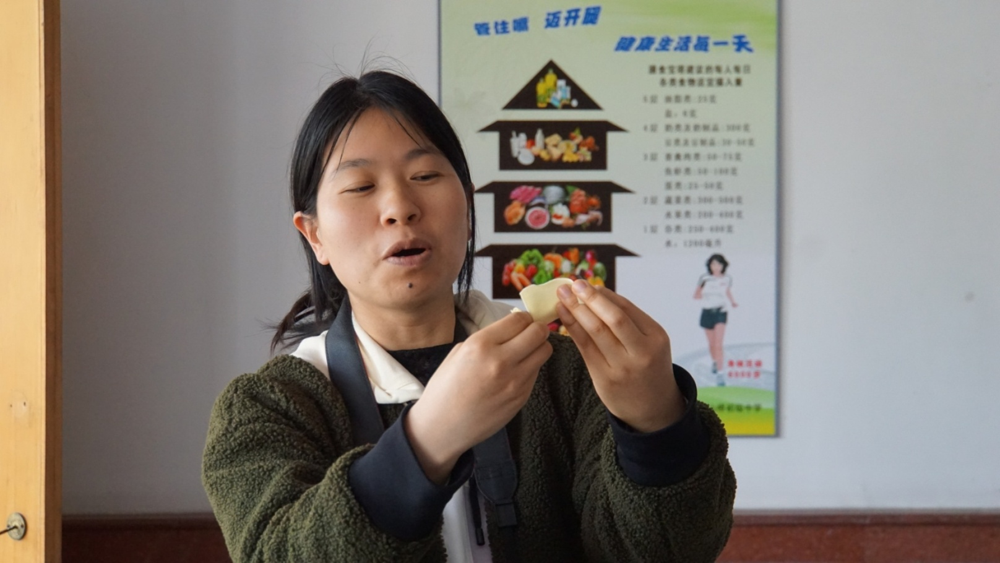 管住嘴 迈开腿
健康生活每一天
膳食宝塔建议的每人每日
各类食物适宜摄入量
5层 油脂类:25克
盐:6克
4层 奶类及奶制品:300克
豆类及豆制品:30-50克
3层 畜禽肉类:50-75克
鱼虾类:50-100克
蛋类:25-50克
2层 蔬菜类:300-500克
水果类:200-400克
1层 谷类:250-400克
水:1200毫升
身体活动
6000步